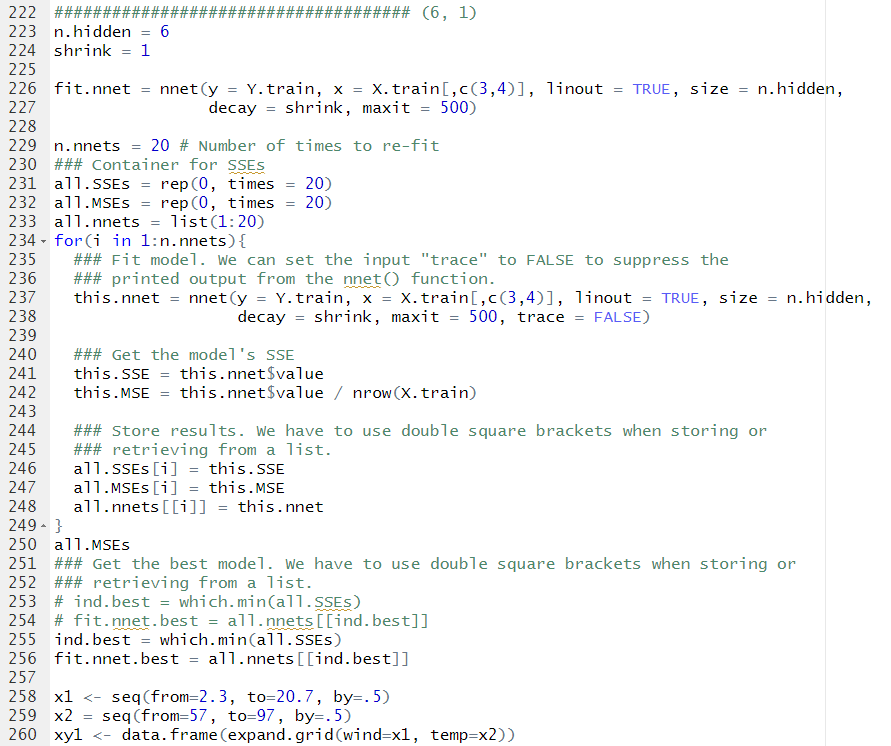 222 ##################################### (6, 1)
223 n.hidden = 6
224 shrink = 1
225
226 fit.nnet = nnet(y = Y.train, x = X.train[,c(3,4)], linout = TRUE, size = n.hidden,
227                 decay = shrink, maxit = 500)
228
229 n.nnets = 20 # Number of times to re-fit
230 ### Container for SSEs
231 all.SSEs = rep(0, times = 20)
232 all.MSEs = rep(0, times = 20)
233 all.nnets = list(1:20)
234 for(i in 1:n.nnets){
235   ### Fit model. We can set the input "trace" to FALSE to suppress the
236   ### printed output from the nnet() function.
237   this.nnet = nnet(y = Y.train, x = X.train[,c(3,4)], linout = TRUE, size = n.hidden,
238                    decay = shrink, maxit = 500, trace = FALSE)
239
240   ### Get the model's SSE
241   this.SSE = this.nnet$value
242   this.MSE = this.nnet$value / nrow(X.train)
243
244   ### Store results. We have to use double square brackets when storing or
245   ### retrieving from a list.
246   all.SSEs[i] = this.SSE
247   all.MSEs[i] = this.MSE
248   all.nnets[[i]] = this.nnet
249 }
250 all.MSEs
251 ### Get the best model. We have to use double square brackets when storing or
252 ### retrieving from a list.
253 # ind.best = which.min(all.SSEs)
254 # fit.nnet.best = all.nnets[[ind.best]]
255 ind.best = which.min(all.SSEs)
256 fit.nnet.best = all.nnets[[ind.best]]
257
258 x1 <- seq(from=2.3, to=20.7, by=.5)
259 x2 = seq(from=57, to=97, by=.5)
260 xy1 <- data.frame(expand.grid(wind=x1, temp=x2))